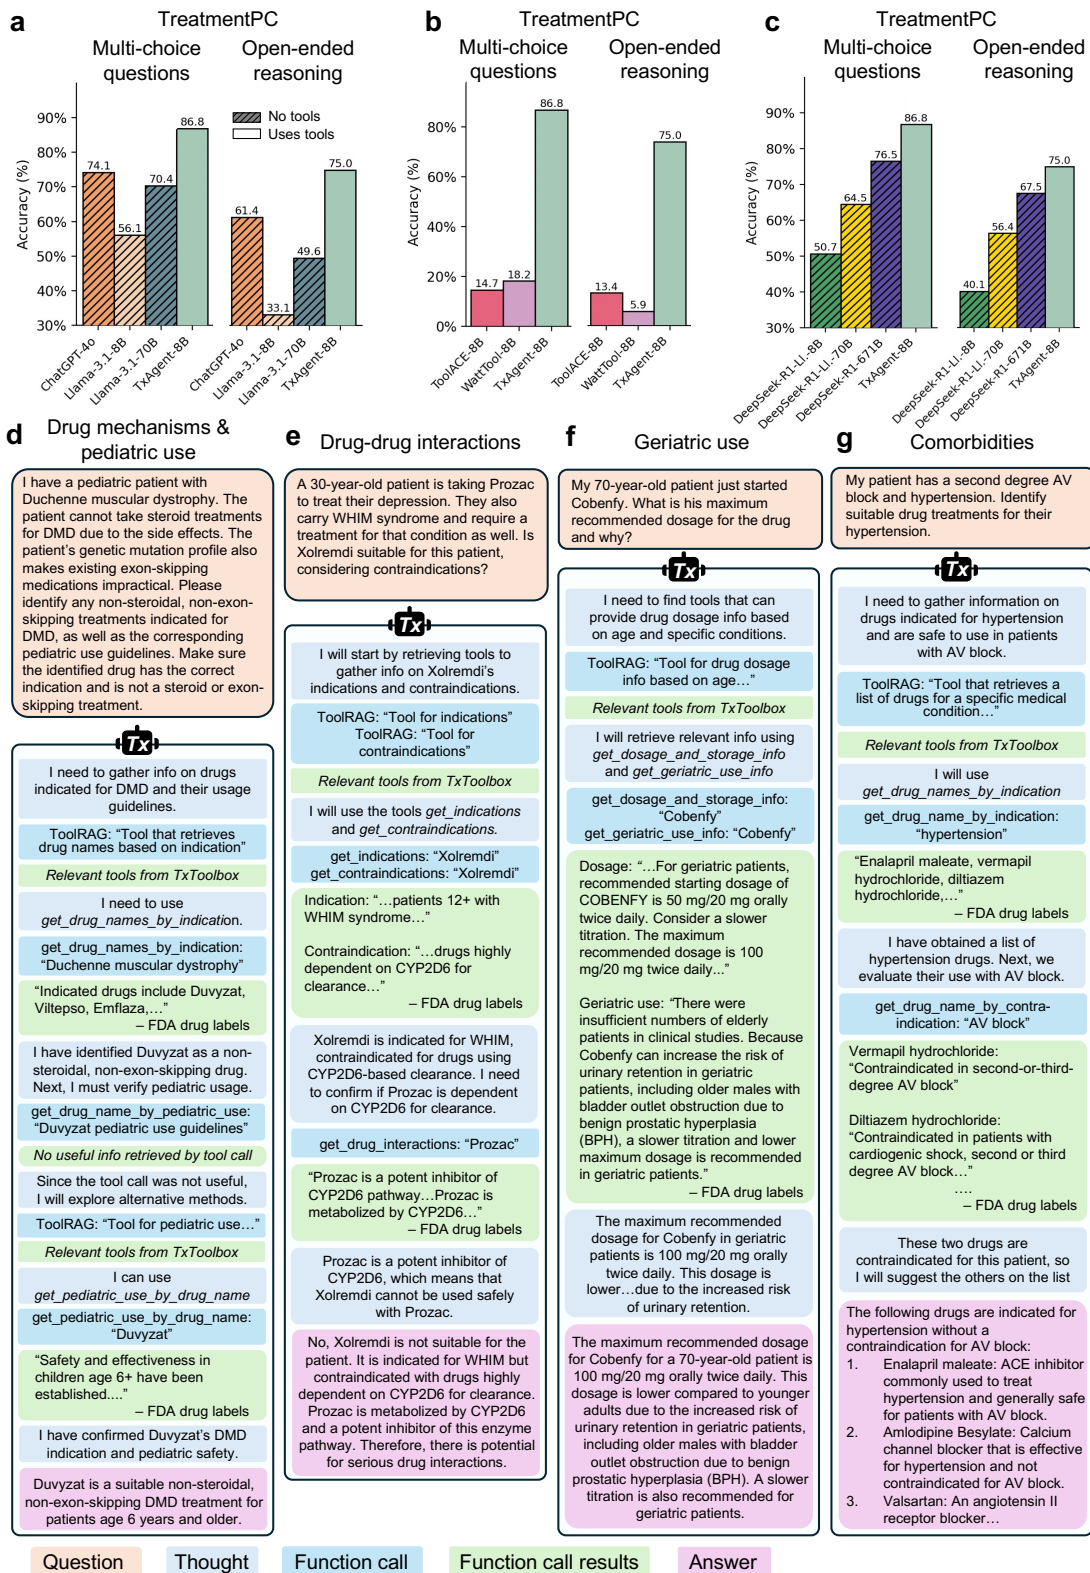 a
TreatmentPC
Multi-choice questions
Open-ended reasoning
No tools
Uses tools
Accuracy (%)
90%
80%
70%
60%
50%
40%
30%
74.1
56.1
70.4
86.8
61.4
33.1
49.6
75.0
ChatGPT-4o
Llama-3.1-8B
Llama-3.1-70B
TxAgent-8B
ChatGPT-4o
Llama-3.1-8B
Llama-3.1-70B
TxAgent-8B
b
TreatmentPC
Multi-choice questions
Open-ended reasoning
Accuracy (%)
80%
60%
40%
20%
0%
14.7
18.2
86.8
13.4
5.9
75.0
ToolACE-8B
WattTool-8B
TxAgent-8B
ToolACE-8B
WattTool-8B
TxAgent-8B
c
TreatmentPC
Multi-choice questions
Open-ended reasoning
Accuracy (%)
90%
80%
70%
60%
50%
40%
30%
50.7
64.5
76.5
86.8
40.1
56.4
67.5
75.0
DeepSeek-R1-Ll.-8B
DeepSeek-R1-Ll.-70B
DeepSeek-R1-671B
TxAgent-8B
DeepSeek-R1-Ll.-8B
DeepSeek-R1-Ll.-70B
DeepSeek-R1-671B
TxAgent-8B
d
Drug mechanisms &
pediatric use
I have a pediatric patient with
Duchenne muscular dystrophy. The
patient cannot take steroid treatments
for DMD due to the side effects. The
patient's genetic mutation profile also
makes existing exon-skipping
medications impractical. Please
identify any non-steroidal, non-exon-
skipping treatments indicated for
DMD, as well as the corresponding
pediatric use guidelines. Make sure
the identified drug has the correct
indication and is not a steroid or exon-
skipping treatment.
Tx
I need to gather info on drugs
indicated for DMD and their usage
guidelines.
ToolRAG: “Tool that retrieves
drug names based on indication”
Relevant tools from TxToolbox
I need to use
get_drug_names_by_indication.
get_drug_names_by_indication:
“Duchenne muscular dystrophy”
“Indicated drugs include Duvyzat,
Viltepso, Emflaza,…”
– FDA drug labels
I have identified Duvyzat as a non-
steroidal, non-exon-skipping drug.
Next, I must verify pediatric usage.
get_drug_name_by_pediatric_use:
“Duvyzat pediatric use guidelines”
No useful info retrieved by tool call
Since the tool call was not useful,
I will explore alternative methods.
ToolRAG: “Tool for pediatric use…”
Relevant tools from TxToolbox
I can use
get_pediatric_use_by_drug_name
get_pediatric_use_by_drug_name:
“Duvyzat”
“Safety and effectiveness in
children age 6+ have been
established....”
– FDA drug labels
I have confirmed Duvyzat's DMD
indication and pediatric safety.
Duvyzat is a suitable non-steroidal,
non-exon-skipping DMD treatment for
patients age 6 years and older.
e
Drug-drug interactions
A 30-year-old patient is taking Prozac
to treat their depression. They also
carry WHIM syndrome and require a
treatment for that condition as well. Is
Xolremdi suitable for this patient,
considering contraindications?
Tx
I will start by retrieving tools to
gather info on Xolremdi's
indications and contraindications.
ToolRAG: “Tool for indications”
ToolRAG: “Tool for
contraindications”
Relevant tools from TxToolbox
I will use the tools get_indications
and get_contraindications.
get_indications: “Xolremdi”
get_contraindications: “Xolremdi”
Indication: “…patients 12+ with
WHIM syndrome…”
Contraindication: “…drugs highly
dependent on CYP2D6 for
clearance…”
– FDA drug labels
Xolremdi is indicated for WHIM,
contraindicated for drugs using
CYP2D6-based clearance. I need
to confirm if Prozac is dependent
on CYP2D6 for clearance.
get_drug_interactions: “Prozac”
“Prozac is a potent inhibitor of
CYP2D6 pathway…Prozac is
metabolized by CYP2D6…”
– FDA drug labels
Prozac is a potent inhibitor of
CYP2D6, which means that
Xolremdi cannot be used safely
with Prozac.
No, Xolremdi is not suitable for the
patient. It is indicated for WHIM but
contraindicated with drugs highly
dependent on CYP2D6 for clearance.
Prozac is metabolized by CYP2D6
and a potent inhibitor of this enzyme
pathway. Therefore, there is potential
for serious drug interactions.
f
Geriatric use
My 70-year-old patient just started
Cobenfy. What is his maximum
recommended dosage for the drug
and why?
Tx
I need to find tools that can
provide drug dosage info based
on age and specific conditions.
ToolRAG: “Tool for drug dosage
info based on age…”
Relevant tools from TxToolbox
I will retrieve relevant info using
get_dosage_and_storage_info
and get_geriatric_use_info
get_dosage_and_storage_info:
“Cobenfy”
get_geriatric_use_info: “Cobenfy”
Dosage: “…For geriatric patients,
recommended starting dosage of
COBENFY is 50 mg/20 mg orally
twice daily. Consider a slower
titration. The maximum
recommended dosage is 100
mg/20 mg twice daily...”
Geriatric use: “There were
insufficient numbers of elderly
patients in clinical studies. Because
Cobenfy can increase the risk of
urinary retention in geriatric
patients, including older males with
bladder outlet obstruction due to
benign prostatic hyperplasia
(BPH), a slower titration and lower
maximum dosage is recommended
in geriatric patients.”
– FDA drug labels
The maximum recommended
dosage for Cobenfy in geriatric
patients is 100 mg/20 mg orally
twice daily. This dosage is
lower…due to the increased risk
of urinary retention.
The maximum recommended dosage
for Cobenfy for a 70-year-old patient is
100 mg/20 mg orally twice daily. This
dosage is lower compared to younger
adults due to the increased risk of
urinary retention in geriatric patients,
including older males with bladder
outlet obstruction due to benign
prostatic hyperplasia (BPH). A slower
titration is also recommended for
geriatric patients.
g
Comorbidities
My patient has a second degree AV
block and hypertension. Identify
suitable drug treatments for their
hypertension.
Tx
I need to gather information on
drugs indicated for hypertension
and are safe to use in patients
with AV block.
ToolRAG: “Tool that retrieves a
list of drugs for a specific medical
condition…”
Relevant tools from TxToolbox
I will use
get_drug_names_by_indication
get_drug_name_by_indication:
“hypertension”
“Enalapril maleate, vermapil
hydrochloride, diltiazem
hydrochloride,…”
– FDA drug labels
I have obtained a list of
hypertension drugs. Next, we
evaluate their use with AV block.
get_drug_name_by_contra-
indication: “AV block”
Vermapil hydrochloride:
“Contraindicated in second-or-third-
degree AV block”
Diltiazem hydrochloride:
“Contraindicated in patients with
cardiogenic shock, second or third
degree AV block…”
....
– FDA drug labels
These two drugs are
contraindicated for this patient, so
I will suggest the others on the list
The following drugs are indicated for
hypertension without a
contraindication for AV block:
1. Enalapril maleate: ACE inhibitor
commonly used to treat
hypertension and generally safe
for patients with AV block.
2. Amlodipine Besylate: Calcium
channel blocker that is effective
for hypertension and not
contraindicated for AV block.
3. Valsartan: An angiotensin II
receptor blocker…
Question
Thought
Function call
Function call results
Answer